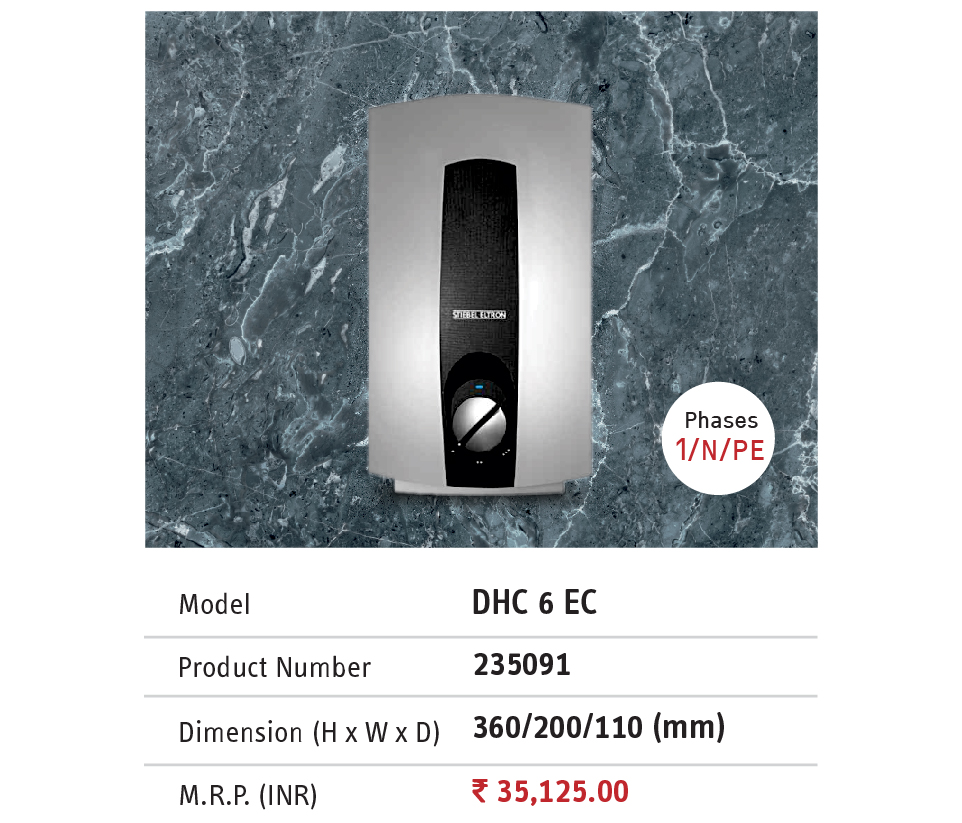 STIEBEL ELTRON
Phases
1/N/PE
Model DHC 6 EC
Product Number 235091
Dimension (H x W x D) 360/200/110 (mm)
M.R.P. (INR) ₹ 35,125.00